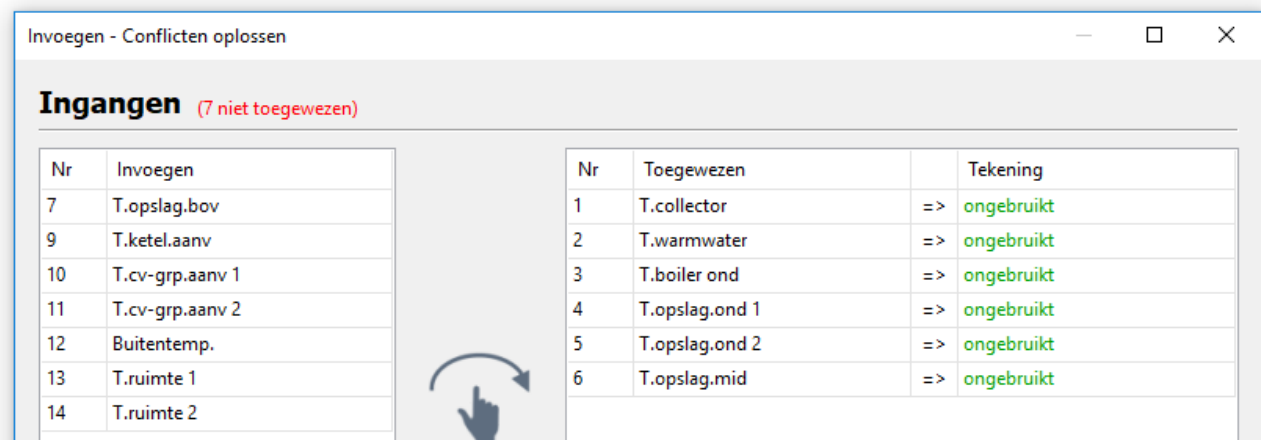 Invoegen - Conflicten oplossen
Ingangen (7 niet toegewezen)
Nr Invoegen
7 T.opslag.bov
9 T.ketel.aanv
10 T.cv-grp.aanv 1
11 T.cv-grp.aanv 2
12 Buitentemp.
13 T.ruimte 1
14 T.ruimte 2
Nr Toegewezen Tekening
1 T.collector => ongebruikt
2 T.warmwater => ongebruikt
3 T.boiler ond => ongebruikt
4 T.opslag.ond 1 => ongebruikt
5 T.opslag.ond 2 => ongebruikt
6 T.opslag.mid => ongebruikt